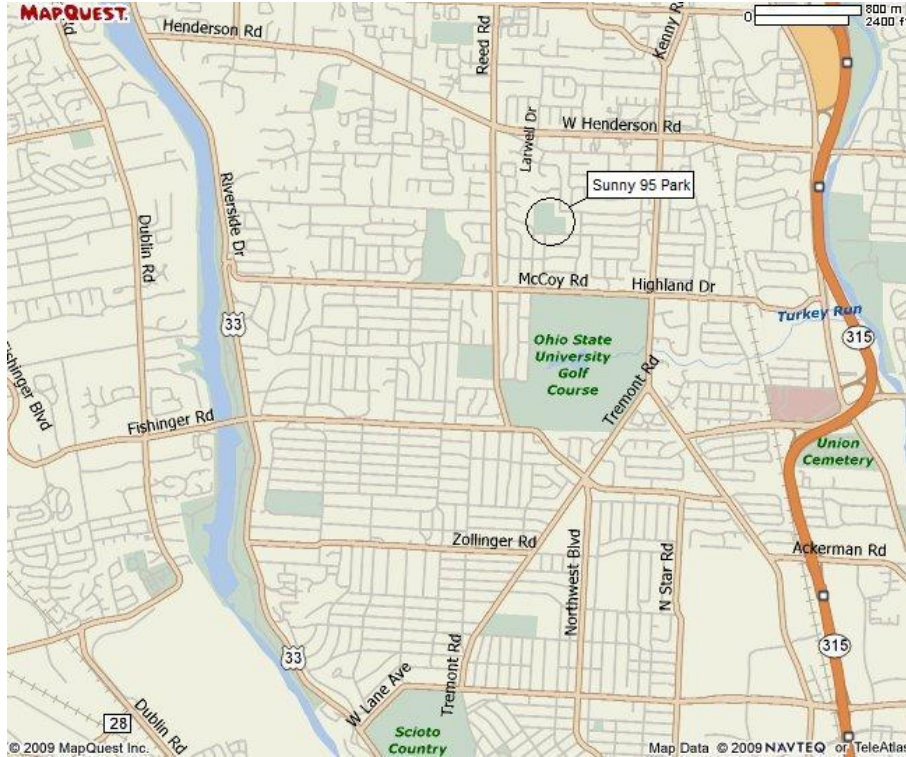 MAPQUEST.
0
800 m
2400 f
Rd
Henderson Rd
Reed Rd
Kenny R
Larwell Dr
W Henderson Rd
Sunny 95 Park
Riverside Dr
Dublin Rd
McCoy Rd
Highland Dr
Turkey Run
33
315
Ohio State
University
Golf
Course
Tremont Rd
Fishinger Blvd
Fishinger Rd
Union
Cemetery
Zollinger Rd
Northwest Blvd
N Star Rd
Ackerman Rd
33
315
Tremont Rd
W Lane Ave
28
Dublin Rd
Scioto
Country
© 2009 MapQuest Inc.
Map Data © 2009 NAVTEQ or TeleAtlas